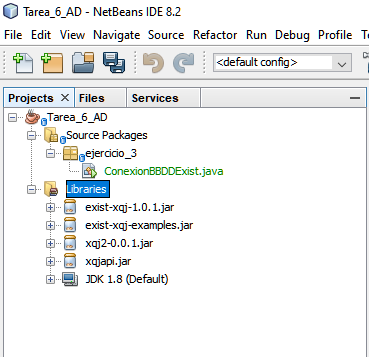 Tarea_6_AD - NetBeans IDE 8.2
File Edit View Navigate Source Refactor Run Debug Profile
<default config>
Projects Files Services
Tarea_6_AD
Source Packages
ejercicio_3
ConexionBBDDExist.java
Libraries
exist-xqj-1.0.1.jar
exist-xqj-examples.jar
xqj2-0.0.1.jar
xqjapi.jar
JDK 1.8 (Default)